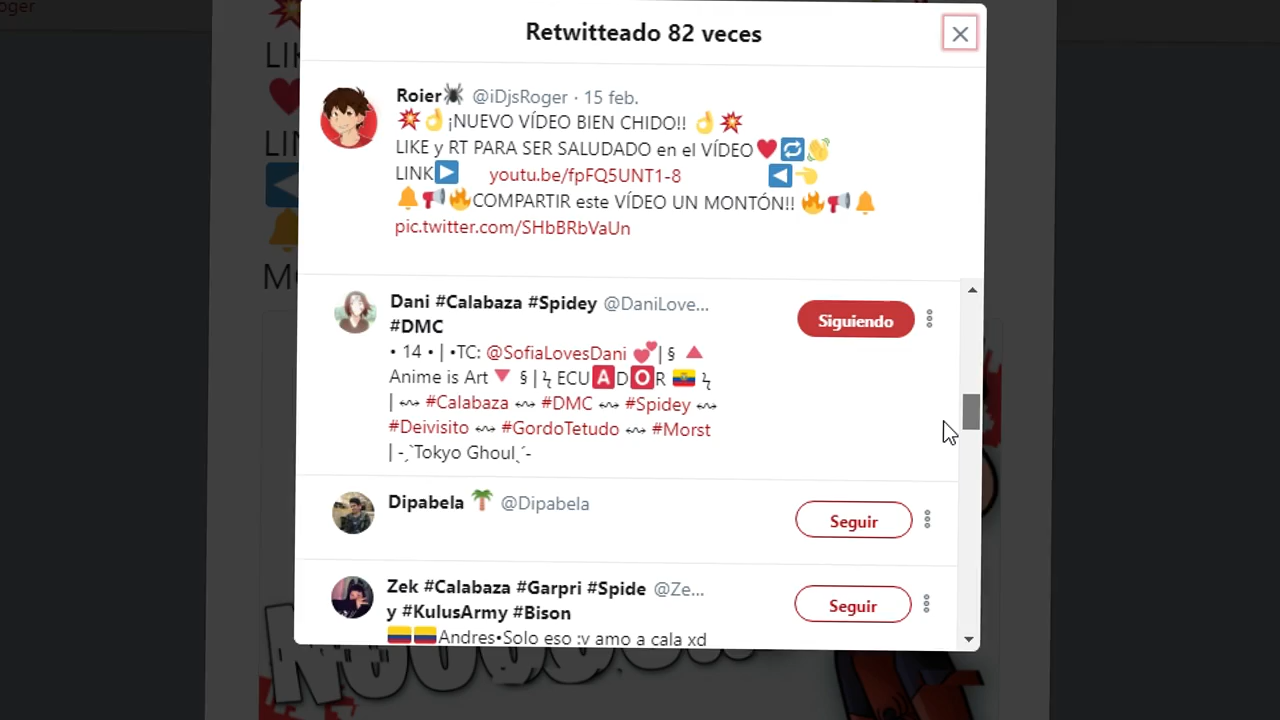 Retwitteado 82 veces
Roier🕷 @iDjsRoger · 15 feb.
💥👌¡NUEVO VÍDEO BIEN CHIDO!! 👌💥
LIKE y RT PARA SER SALUDADO en el VÍDEO❤🔁👏
LINK▶ youtu.be/fpFQ5UNT1-8 ◀👈
🔔📢🔥COMPARTIR este VÍDEO UN MONTÓN!! 🔥📢🔔
pic.twitter.com/SHbBRbVaUn
Dani #Calabaza #Spidey @DaniLove...
#DMC
Siguiendo
• 14 • | •TC: @SofiaLovesDani 💕| § 🔺
Anime is Art 🔻 § | ϟ ECU🅰D🅾R 🇪🇨 ϟ
| ↭ #Calabaza ↭ #DMC ↭ #Spidey ↭
#Deivisito ↭ #GordoTetudo ↭ #Morst
| -ˏˋTokyo Ghoulˎˊ-
Dipabela 🌴 @Dipabela
Seguir
Zek #Calabaza #Garpri #Spide @Ze...
y #KulusArmy #Bison
Seguir
🇨🇴🇨🇴Andres•Solo eso :v amo a cala xd